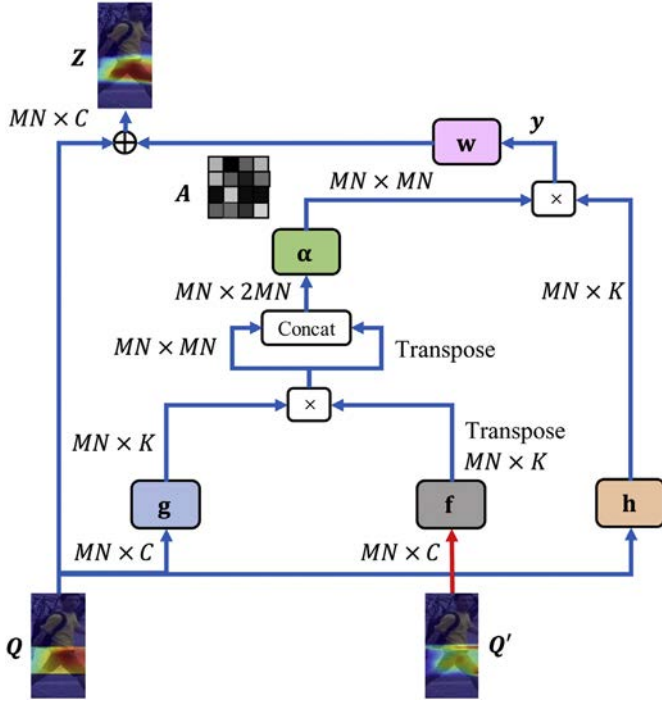 Z
MN × C
w
y
A
MN × MN
×
α
MN × 2MN
MN × K
Concat
MN × MN
Transpose
×
MN × K
Transpose
MN × K
g
f
h
MN × C
MN × C
Q
Q′